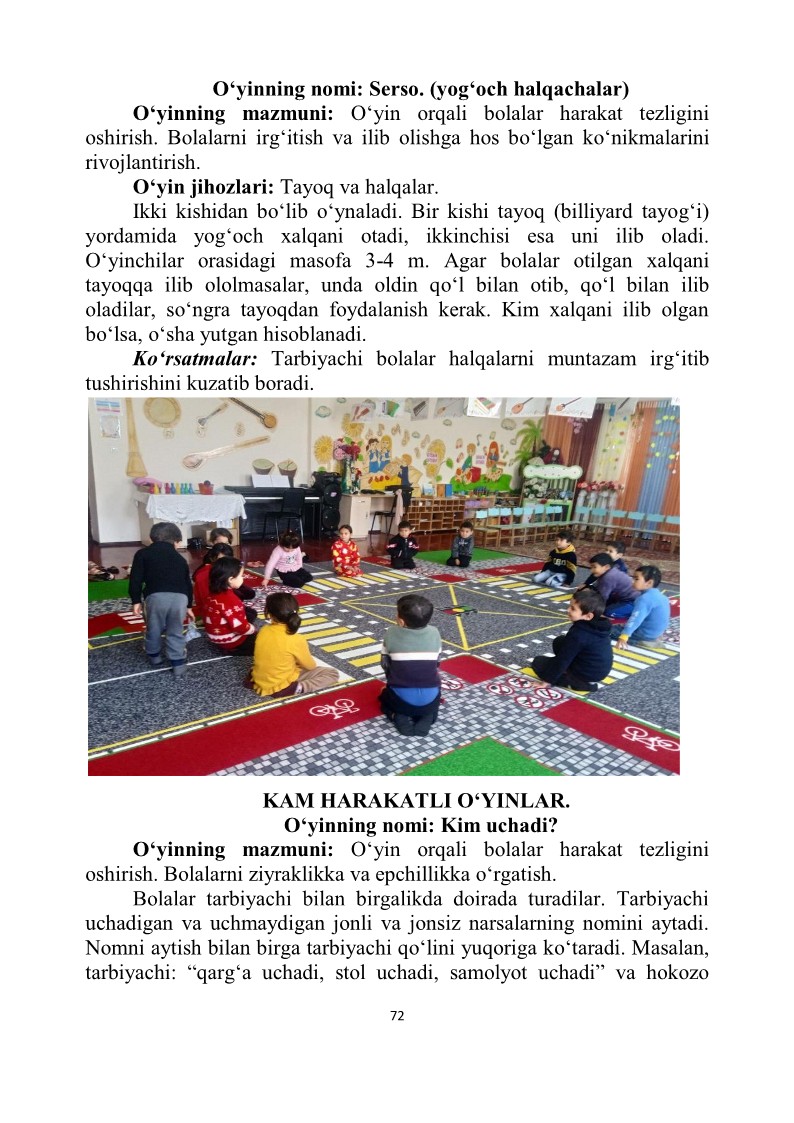 O‘yinning nomi: Serso. (yog‘och halqachalar)
O‘yinning mazmuni: O‘yin orqali bolalar harakat tezligini
oshirish. Bolalarni irg‘itish va ilib olishga hos bo‘lgan ko‘nikmalarini
rivojlantirish.
O‘yin jihozlari: Tayoq va halqalar.
Ikki kishidan bo‘lib o‘ynaladi. Bir kishi tayoq (billiyard tayog‘i)
yordamida yog‘och xalqani otadi, ikkinchisi esa uni ilib oladi.
O‘yinchilar orasidagi masofa 3-4 m. Agar bolalar otilgan xalqani
tayoqqa ilib ololmasalar, unda oldin qo‘l bilan otib, qo‘l bilan ilib
oladilar, so‘ngra tayoqdan foydalanish kerak. Kim xalqani ilib olgan
bo‘lsa, o‘sha yutgan hisoblanadi.
Ko‘rsatmalar: Tarbiyachi bolalar halqalarni muntazam irg‘itib
tushirishini kuzatib boradi.
KAM HARAKATLI O‘YINLAR.
O‘yinning nomi: Kim uchadi?
O‘yinning mazmuni: O‘yin orqali bolalar harakat tezligini
oshirish. Bolalarni ziyraklikka va epchillikka o‘rgatish.
Bolalar tarbiyachi bilan birgalikda doirada turadilar. Tarbiyachi
uchadigan va uchmaydigan jonli va jonsiz narsalarning nomini aytadi.
Nomni aytish bilan birga tarbiyachi qo‘lini yuqoriga ko‘taradi. Masalan,
tarbiyachi: “qarg‘a uchadi, stol uchadi, samolyot uchadi” va hokozo
72